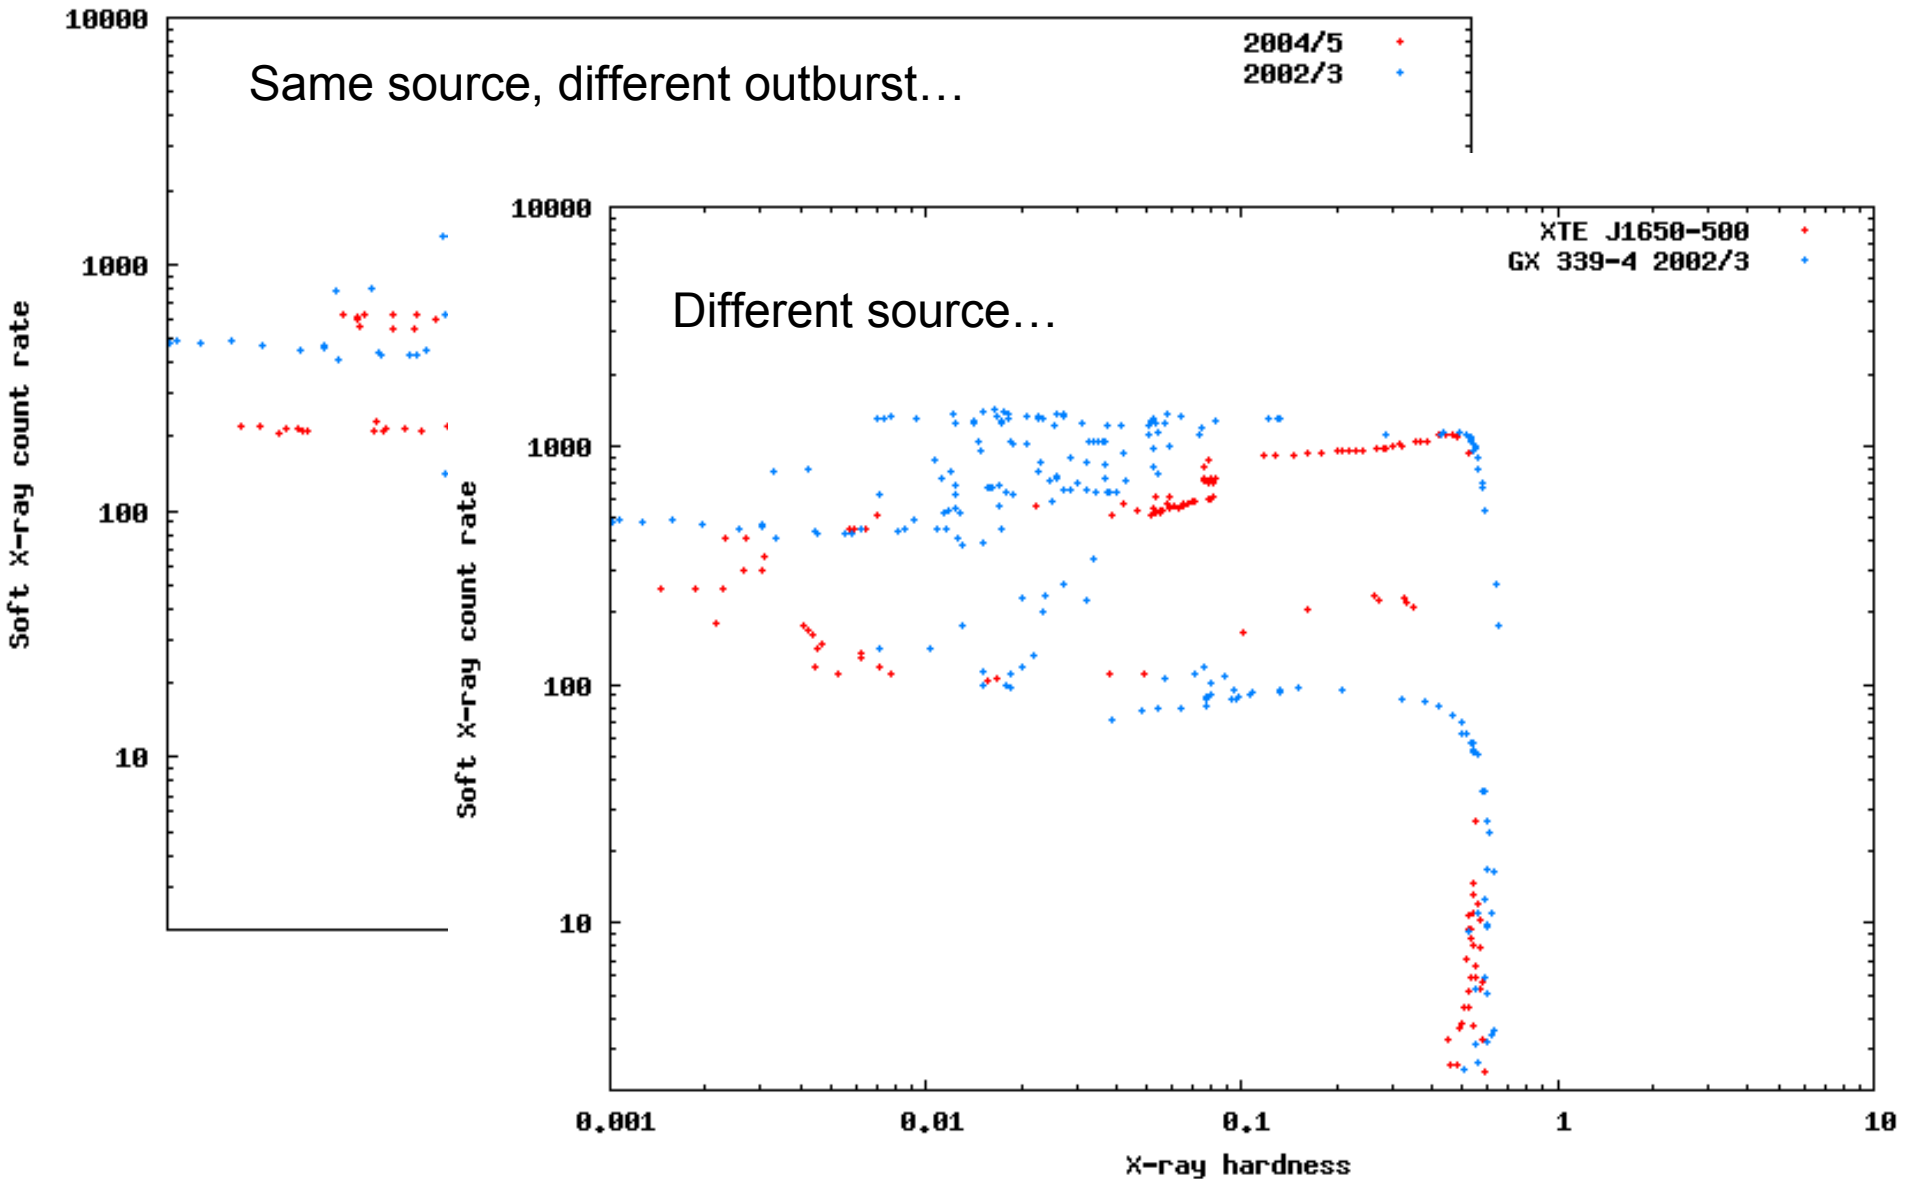 10000
2004/5
2002/3
Same source, different outburst…
1000
100
10
Soft X-ray count rate
10000
XTE J1650-500
GX 339-4 2002/3
Different source…
1000
100
10
Soft X-ray count rate
0.001
0.01
0.1
1
10
X-ray hardness